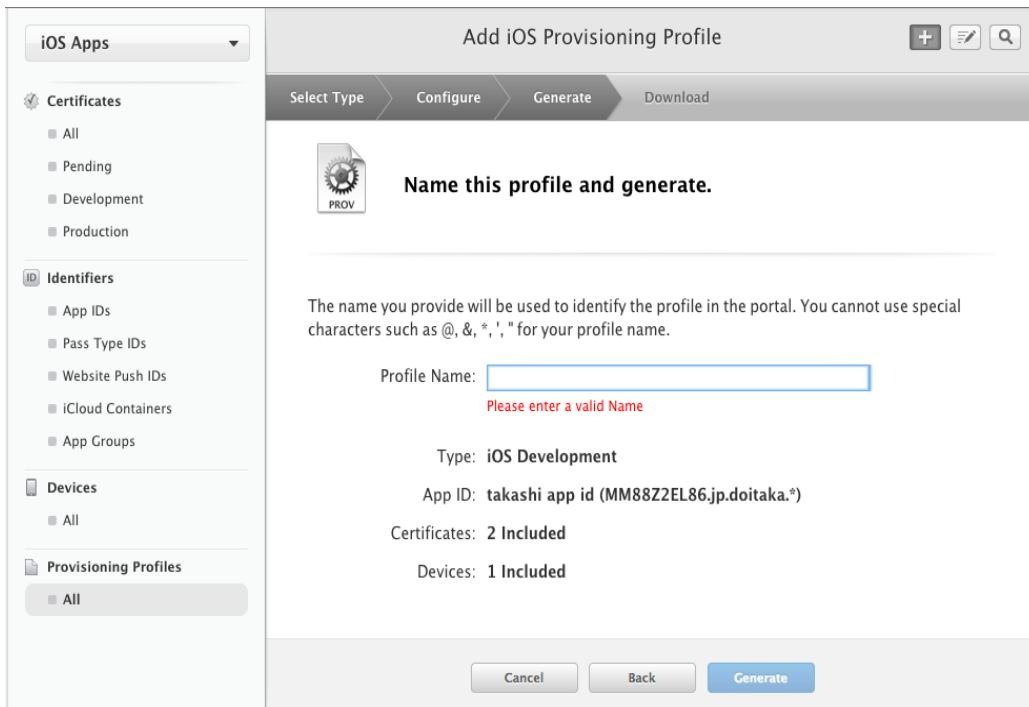 iOS Apps
Certificates
All
Pending
Development
Production
ID Identifiers
App IDs
Pass Type IDs
Website Push IDs
iCloud Containers
App Groups
Devices
All
Provisioning Profiles
All
Add iOS Provisioning Profile
Select Type
Configure
Generate
Download
PROV
Name this profile and generate.
The name you provide will be used to identify the profile in the portal. You cannot use special
characters such as @, &, *, ', " for your profile name.
Profile Name:
Please enter a valid Name
Type: iOS Development
App ID: takashi app id (MM88Z2EL86.jp.doitaka.*)
Certificates: 2 Included
Devices: 1 Included
Cancel
Back
Generate